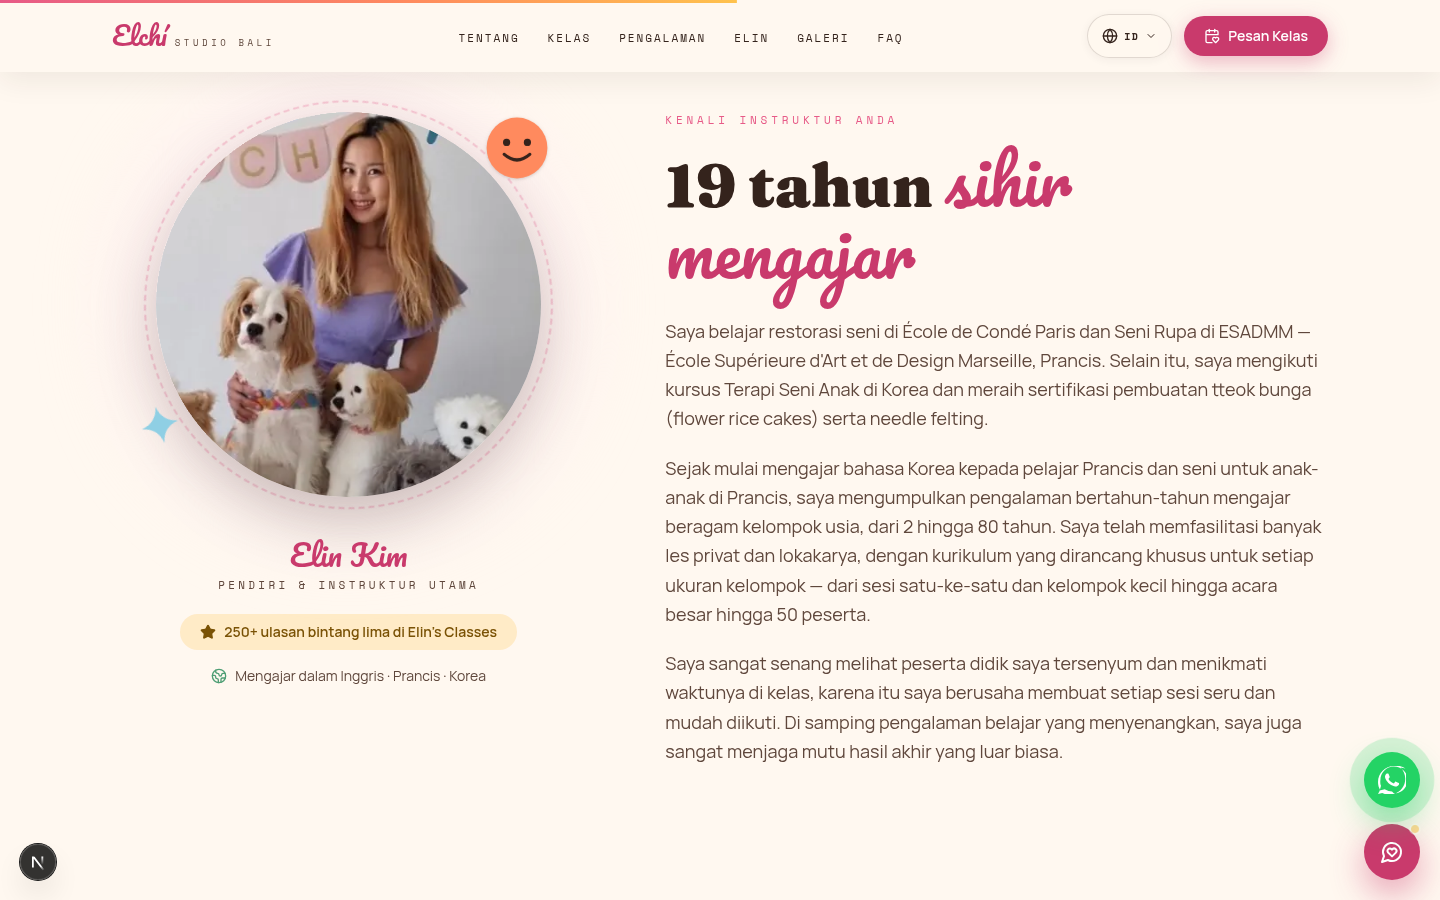 Elchí STUDIO BALI
TENTANG KELAS PENGALAMAN ELIN GALERI FAQ
ID
Pesan Kelas
CH
KENALI INSTRUKTUR ANDA
19 tahun sihir
mengajar
Saya belajar restorasi seni di École de Condé Paris dan Seni Rupa di ESADMM —
École Supérieure d'Art et de Design Marseille, Prancis. Selain itu, saya mengikuti
kursus Terapi Seni Anak di Korea dan meraih sertifikasi pembuatan tteok bunga
(flower rice cakes) serta needle felting.
Sejak mulai mengajar bahasa Korea kepada pelajar Prancis dan seni untuk anak-
anak di Prancis, saya mengumpulkan pengalaman bertahun-tahun mengajar
beragam kelompok usia, dari 2 hingga 80 tahun. Saya telah memfasilitasi banyak
les privat dan lokakarya, dengan kurikulum yang dirancang khusus untuk setiap
ukuran kelompok — dari sesi satu-ke-satu dan kelompok kecil hingga acara
besar hingga 50 peserta.
Saya sangat senang melihat peserta didik saya tersenyum dan menikmati
waktunya di kelas, karena itu saya berusaha membuat setiap sesi seru dan
mudah diikuti. Di samping pengalaman belajar yang menyenangkan, saya juga
sangat menjaga mutu hasil akhir yang luar biasa.
Elin Kim
PENDIRI & INSTRUKTUR UTAMA
250+ ulasan bintang lima di Elin's Classes
Mengajar dalam Inggris · Prancis · Korea
N